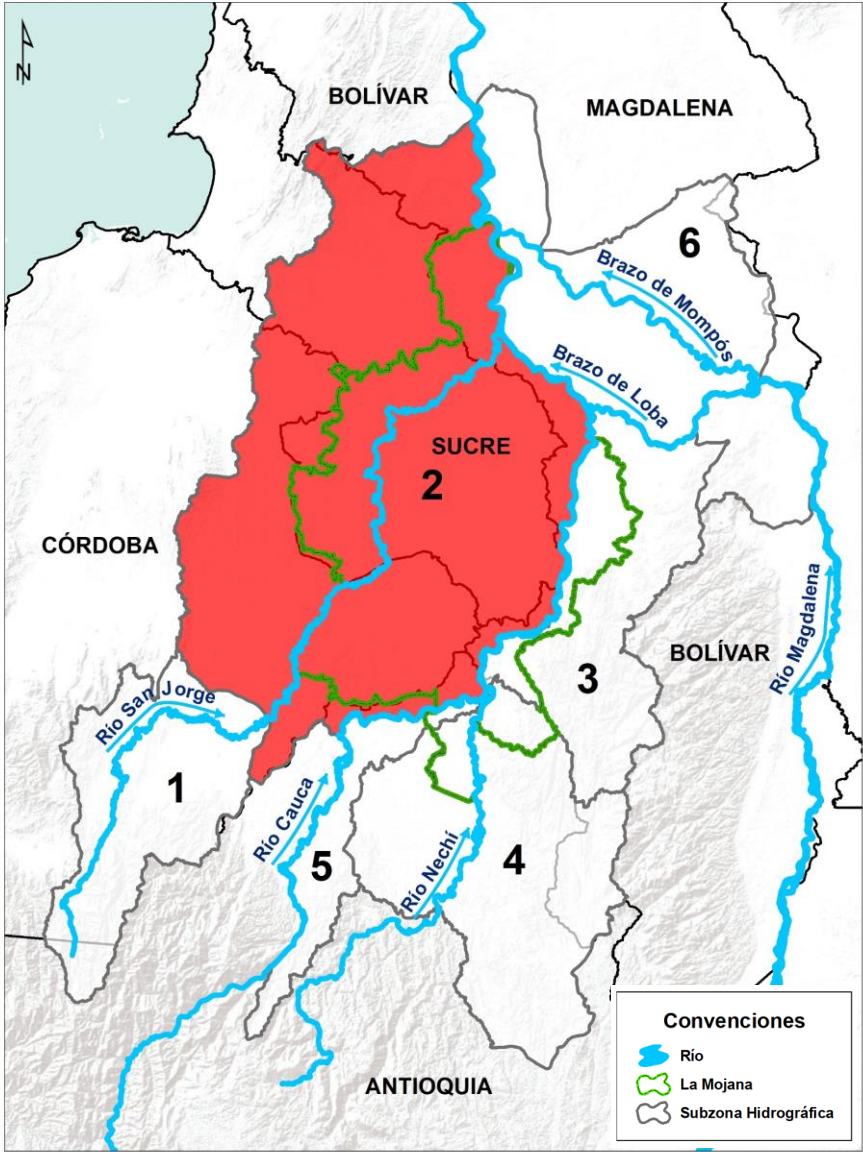 N
BOLÍVAR
MAGDALENA
6
Brazo de Mompós
Brazo de Loba
SUCRE
2
CÓRDOBA
BOLÍVAR
Río Magdalena
3
Río San Jorge
1
Río Cauca
5
Río Nechí
4
ANTIOQUIA
Convenciones
Río
La Mojana
Subzona Hidrográfica